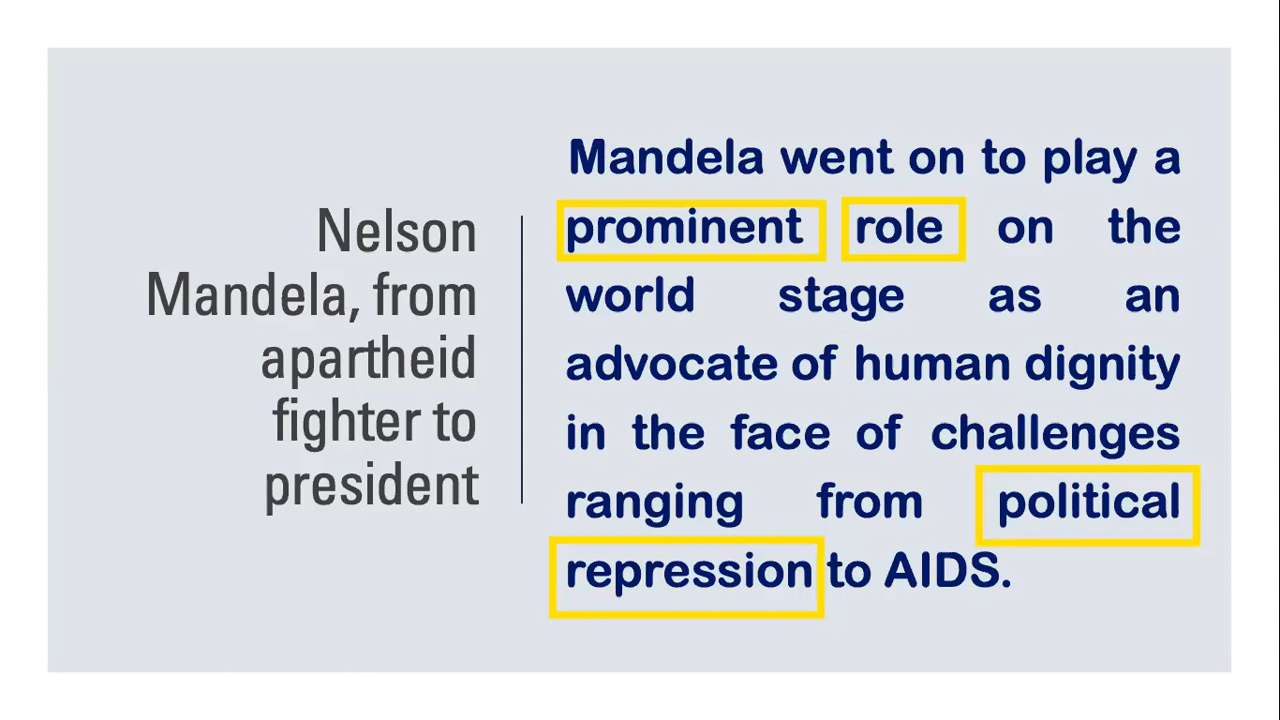 Nelson
Mandela, from
apartheid
fighter to
president
Mandela went on to play a
prominent role on the
world stage as an
advocate of human dignity
in the face of challenges
ranging from political
repression to AIDS.